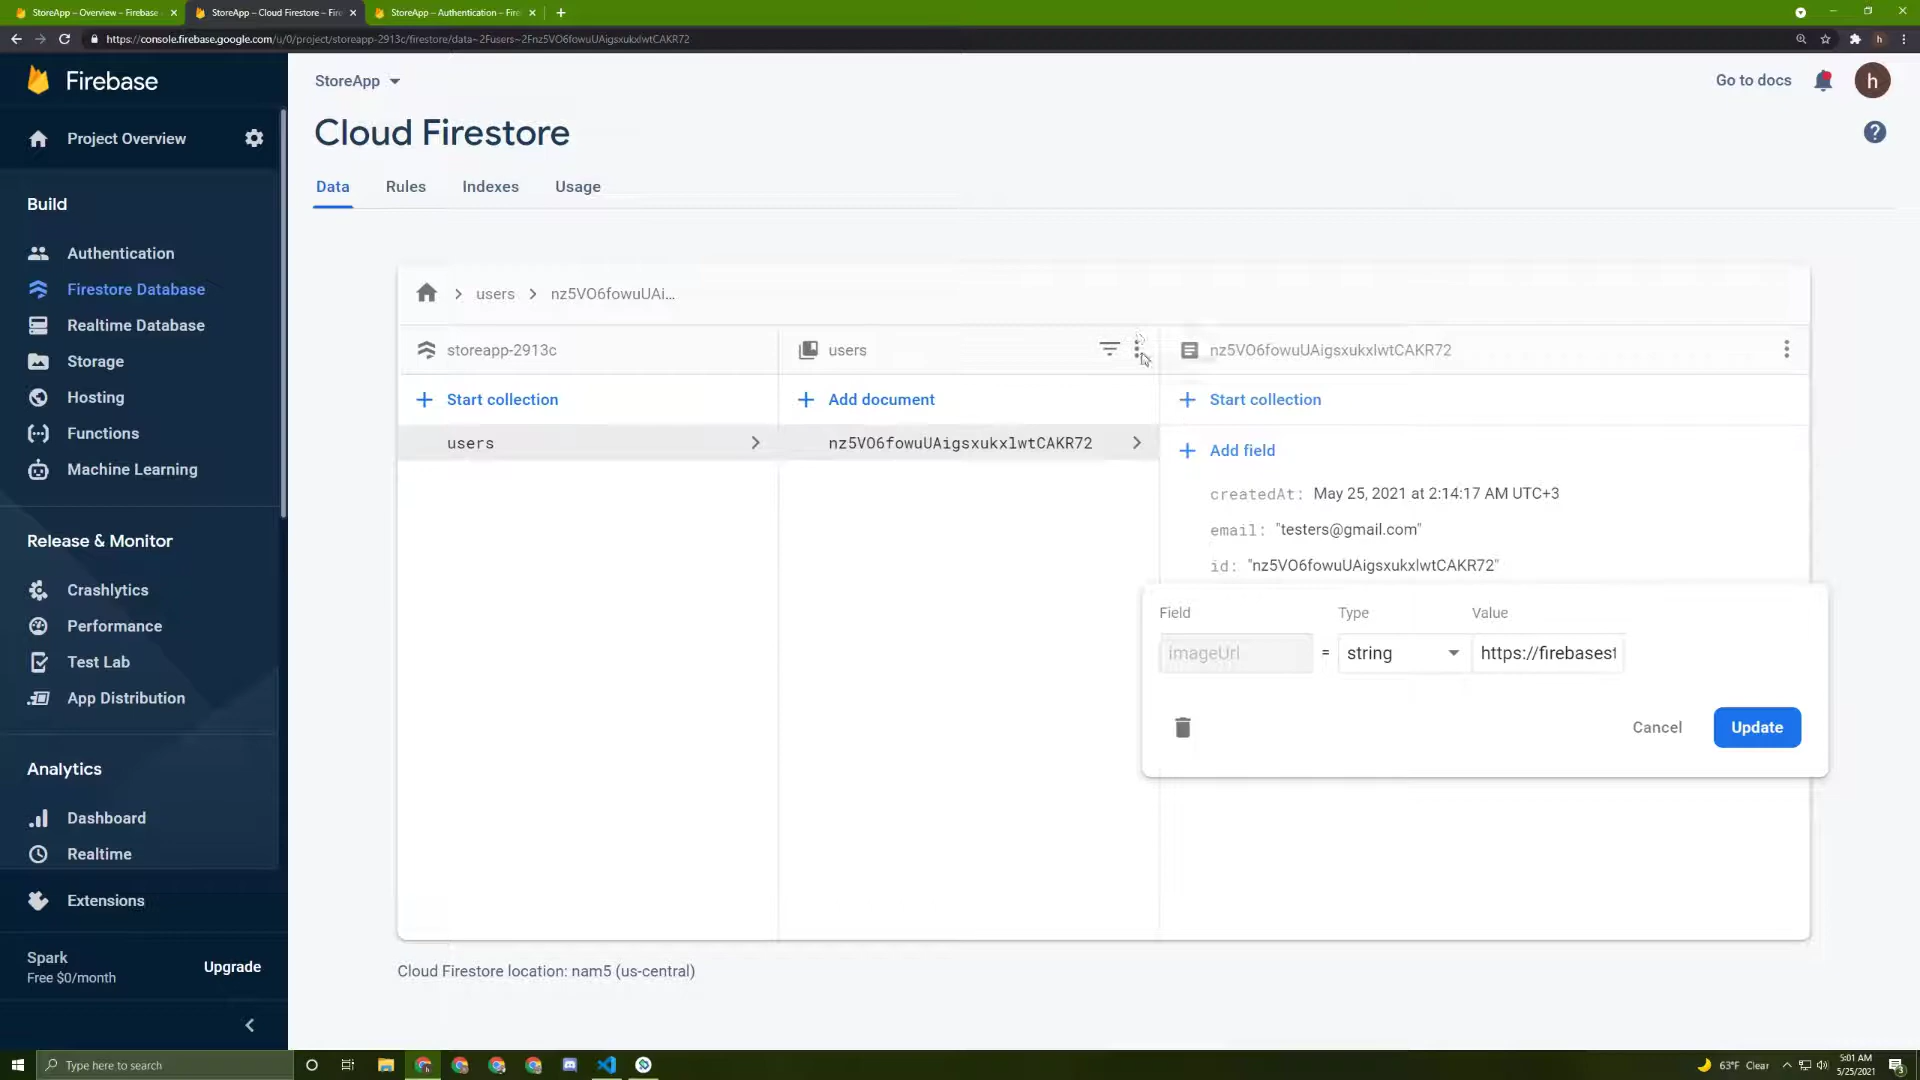 StoreApp – Overview – Firebase
StoreApp – Cloud Firestore – Fire
StoreApp – Authentication – Fire
https://console.firebase.google.com/u/0/project/storeapp-2913c/firestore/data~2Fusers~2Fnz5VO6fowuUAigsxukxlwtCAKR72
h
Firebase
StoreApp
Go to docs
h
Project Overview
Cloud Firestore
Data
Rules
Indexes
Usage
Build
Authentication
Firestore Database
Realtime Database
Storage
Hosting
Functions
Machine Learning
Release & Monitor
Crashlytics
Performance
Test Lab
App Distribution
Analytics
Dashboard
Realtime
Extensions
Spark
Free $0/month
Upgrade
users
nz5VO6fowuUAi...
storeapp-2913c
users
nz5VO6fowuUAigsxukxlwtCAKR72
Start collection
Add document
Start collection
users
nz5VO6fowuUAigsxukxlwtCAKR72
Add field
createdAt: May 25, 2021 at 2:14:17 AM UTC+3
email: "testers@gmail.com"
id: "nz5VO6fowuUAigsxukxlwtCAKR72"
Field
Type
Value
imageUrl
=
string
https://firebasest
Cancel
Update
Cloud Firestore location: nam5 (us-central)
Type here to search
63°F Clear
5:01 AM
5/25/2021
3